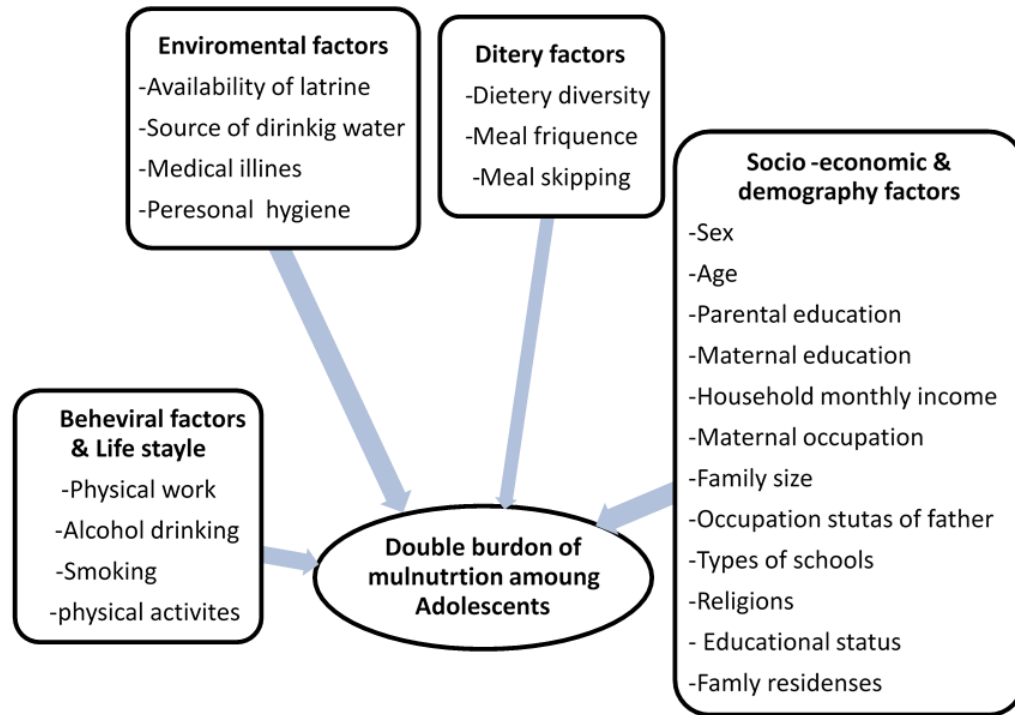 Enviromental factors
-Availability of latrine
-Source of dirinkig water
-Medical illines
-Peresonal hygiene
Ditery factors
-Dietery diversity
-Meal friquence
-Meal skipping
Socio -economic &
demography factors
-Sex
-Age
-Parental education
-Maternal education
-Household monthly income
-Maternal occupation
-Family size
-Occupation stutas of father
-Types of schools
-Religions
- Educational status
-Famly residenses
Beheviral factors
& Life stayle
-Physical work
-Alcohol drinking
-Smoking
-physical activites
Double burdon of
mulnutrtion amoung
Adolescents